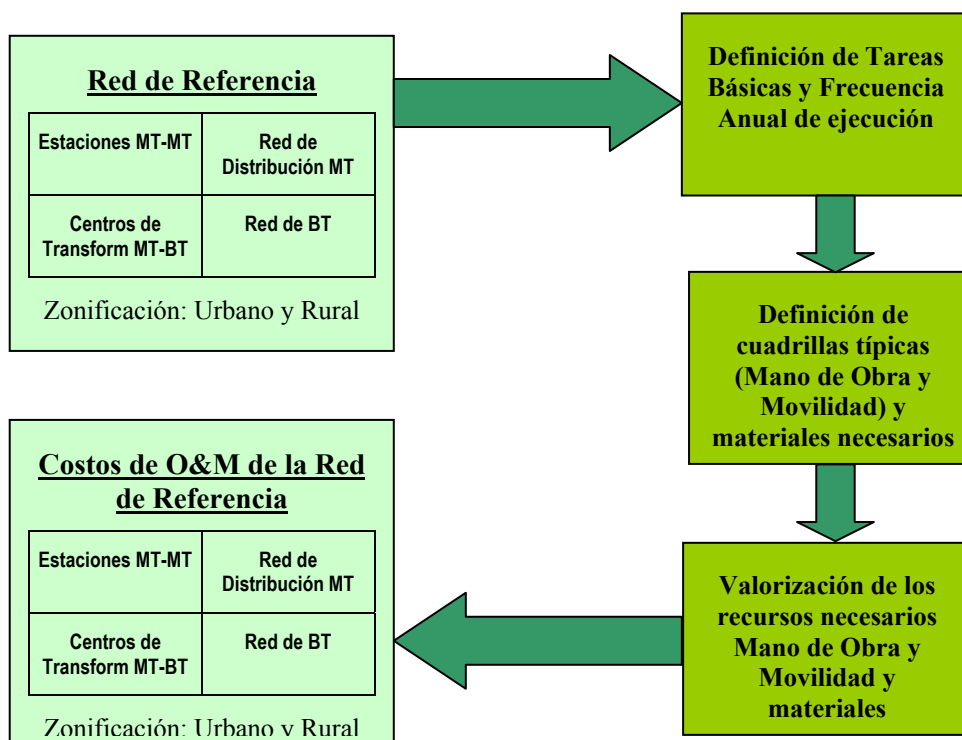 Red de Referencia
Estaciones MT-MT
Red de
Distribución MT
Centros de
Transform MT-BT
Red de BT
Zonificación: Urbano y Rural
Definición de Tareas
Básicas y Frecuencia
Anual de ejecución
Definición de
cuadrillas típicas
(Mano de Obra y
Movilidad) y
materiales necesarios
Valorización de los
recursos necesarios
Mano de Obra y
Movilidad y
materiales
Costos de O&M de la Red
de Referencia
Estaciones MT-MT
Red de
Distribución MT
Centros de
Transform MT-BT
Red de BT
Zonificación: Urbano y Rural